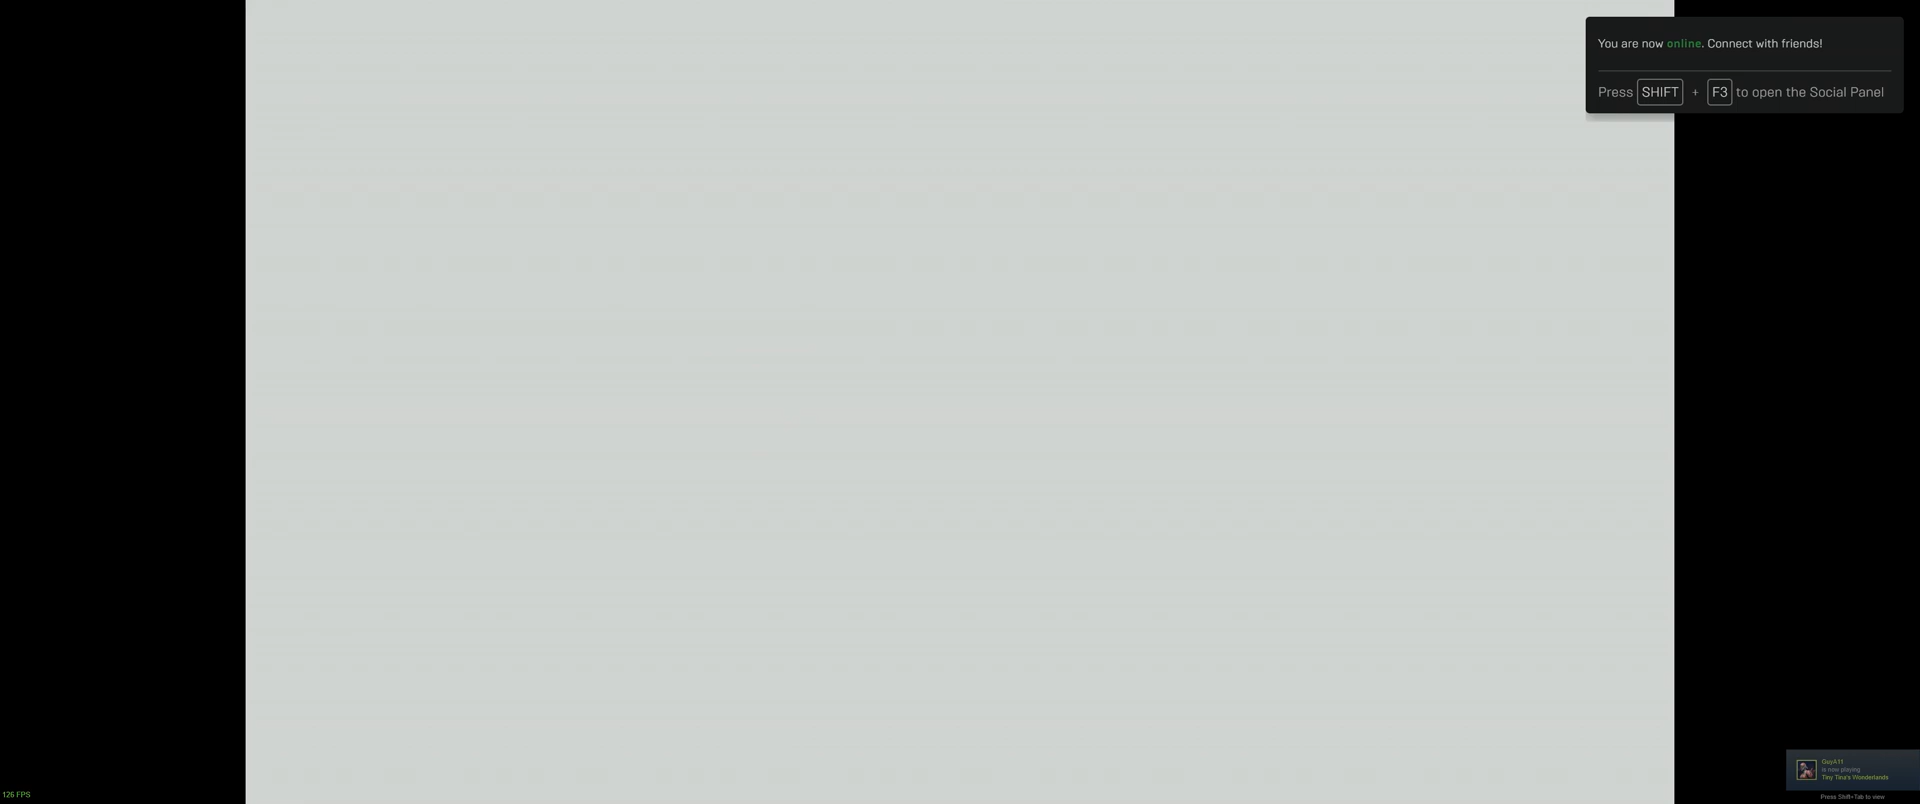 You are now online. Connect with friends!
Press SHIFT + F3 to open the Social Panel
GuyA11
is now playing
Tiny Tina's Wonderlands
Press Shift+Tab to view
126 FPS